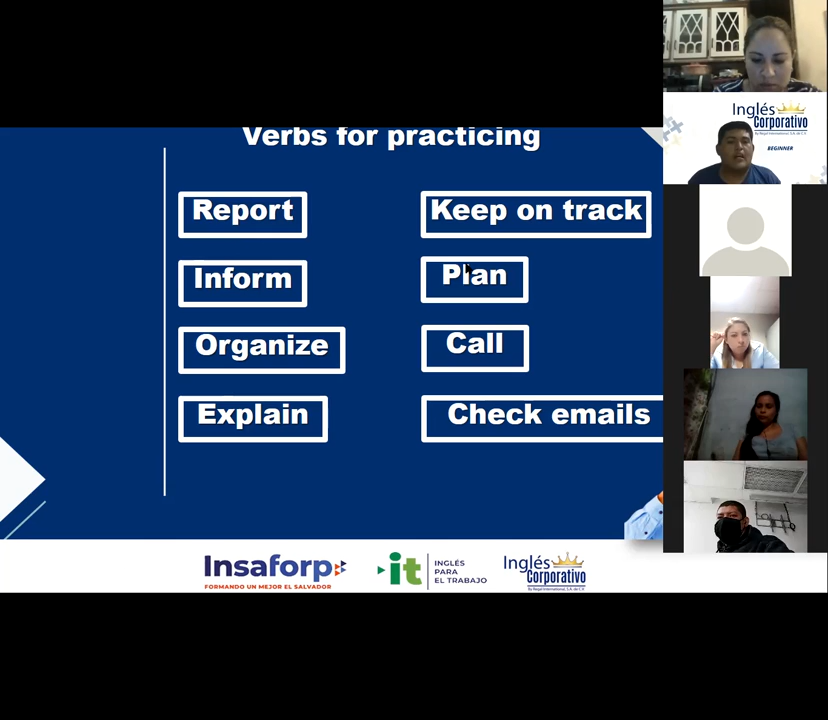 Verbs for practicing
Report
Keep on track
Inform
Plan
Organize
Call
Explain
Check emails
Insaforp
FORMANDO UN MEJOR EL SALVADOR
it
INGLÉS
PARA
EL TRABAJO
Inglés
Corporativo
Inglés
Corporativo
BEGINNER